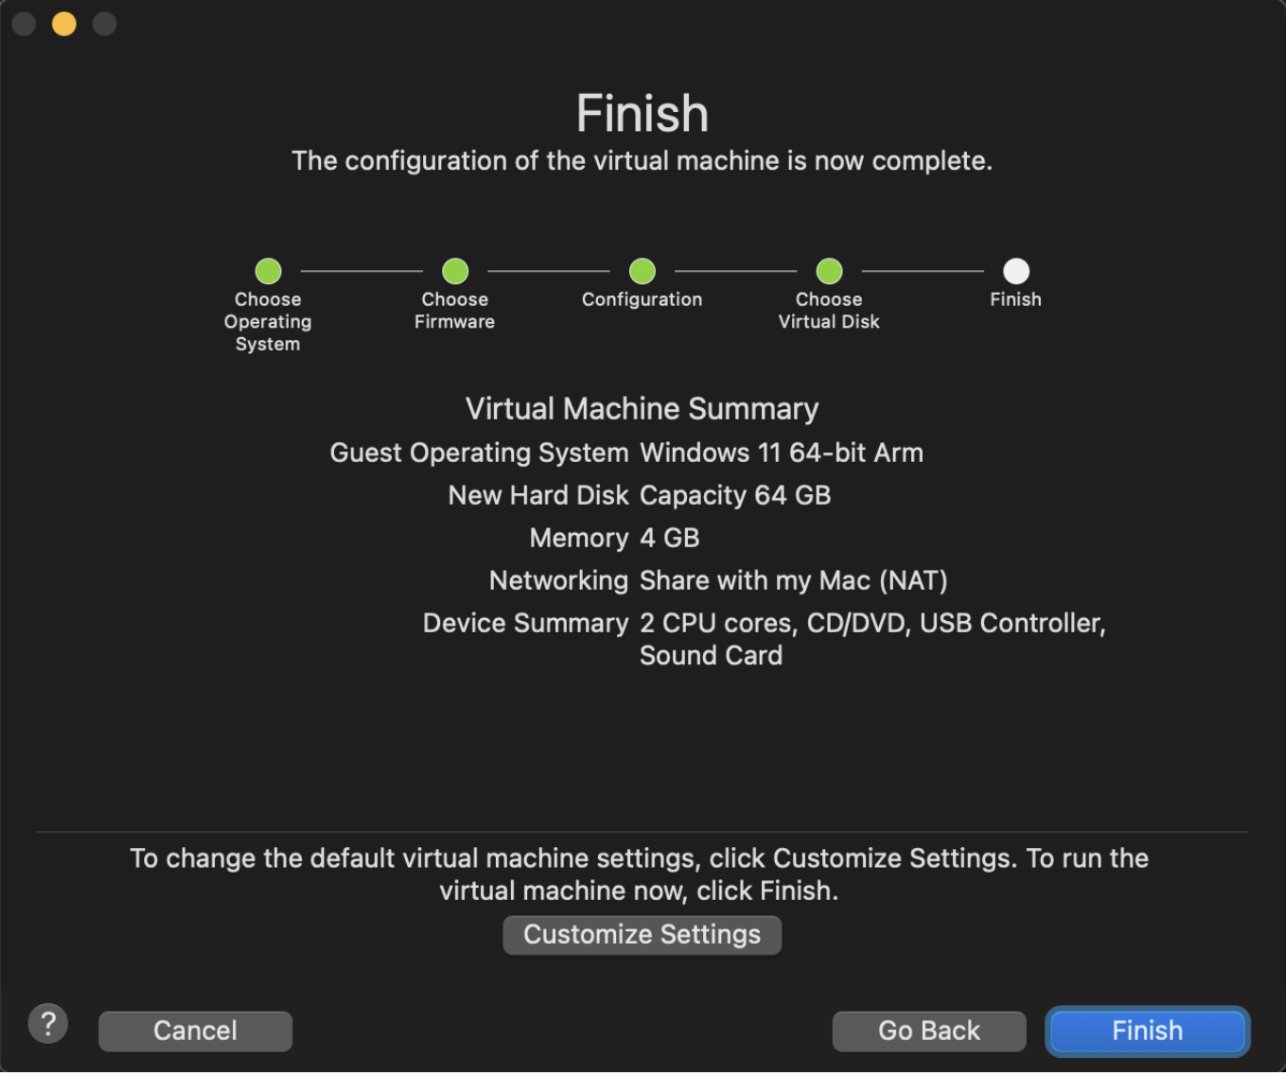 Finish
The configuration of the virtual machine is now complete.
Choose
Operating
System
Choose
Firmware
Configuration
Choose
Virtual Disk
Finish
Virtual Machine Summary
Guest Operating System Windows 11 64-bit Arm
New Hard Disk Capacity 64 GB
Memory 4 GB
Networking Share with my Mac (NAT)
Device Summary 2 CPU cores, CD/DVD, USB Controller,
Sound Card
To change the default virtual machine settings, click Customize Settings. To run the
virtual machine now, click Finish.
Customize Settings
? Cancel Go Back Finish